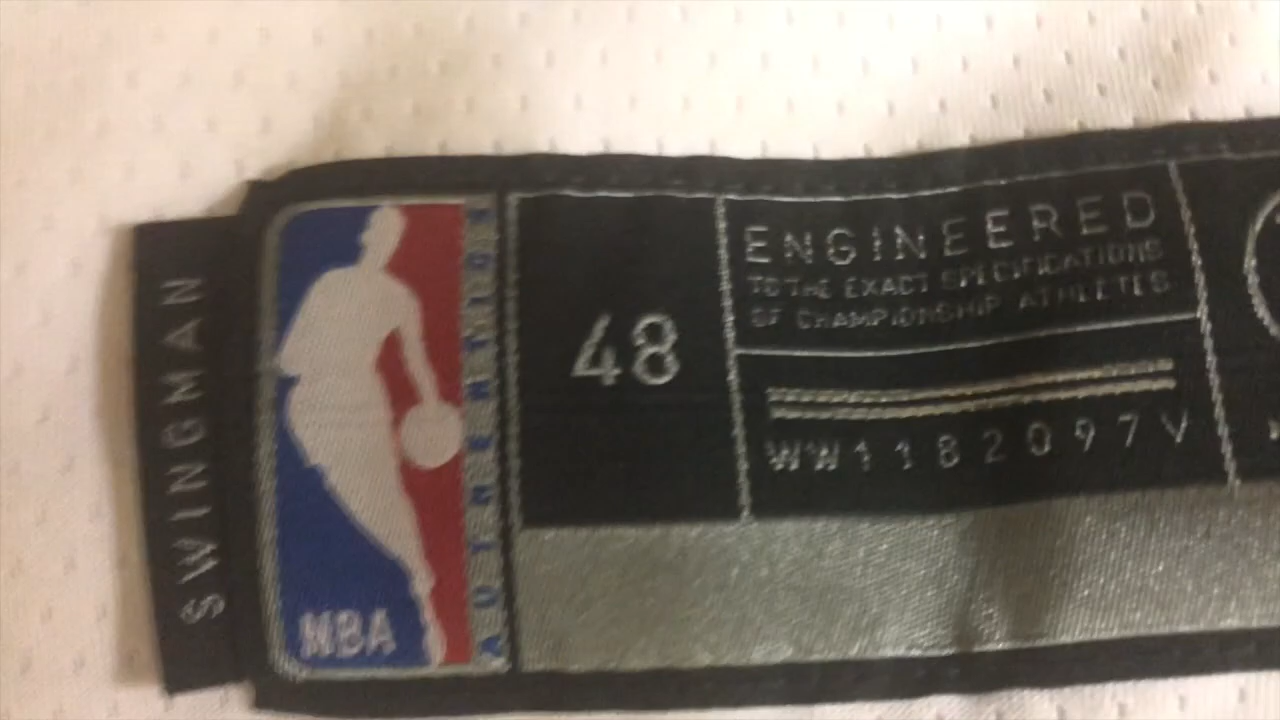 SWINGMAN
NBA
AUTHENTICS
48
ENGINEERED
TO THE EXACT SPECIFICATIONS
OF CHAMPIONSHIP ATHLETES
WW1182097V